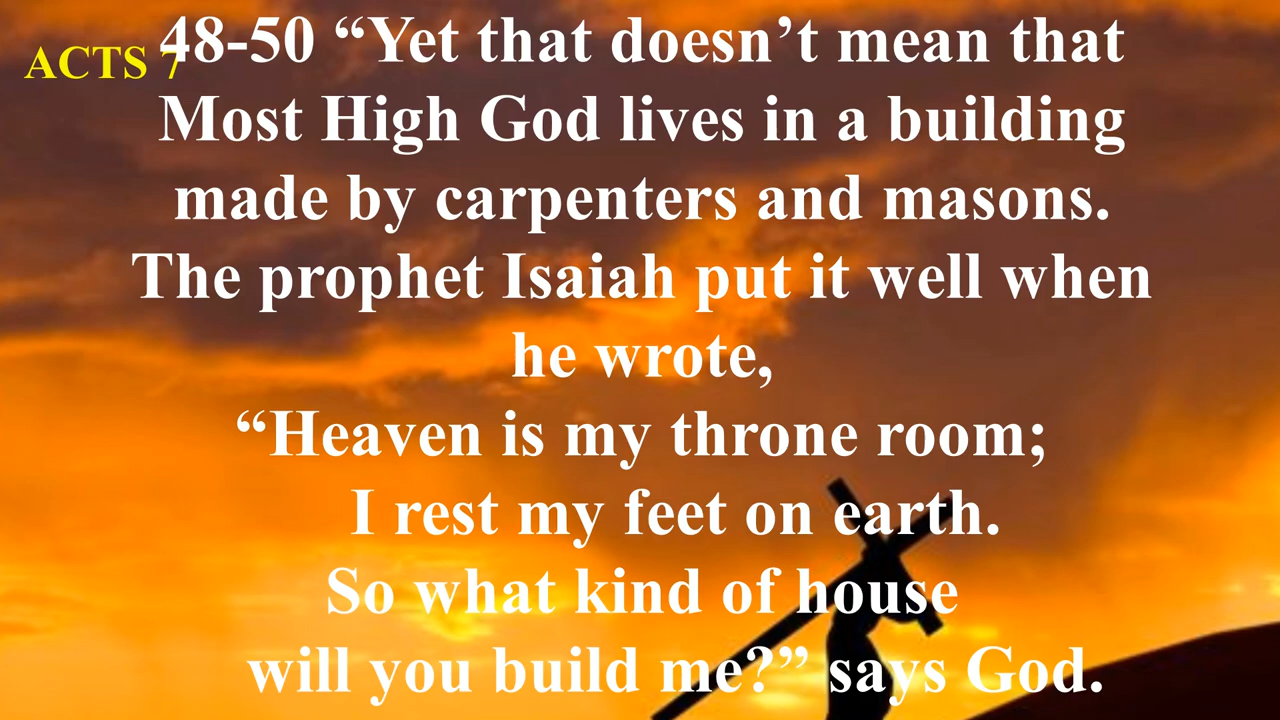 ACTS 7
48-50 “Yet that doesn’t mean that
Most High God lives in a building
made by carpenters and masons.
The prophet Isaiah put it well when
he wrote,
“Heaven is my throne room;
I rest my feet on earth.
So what kind of house
will you build me?” says God.